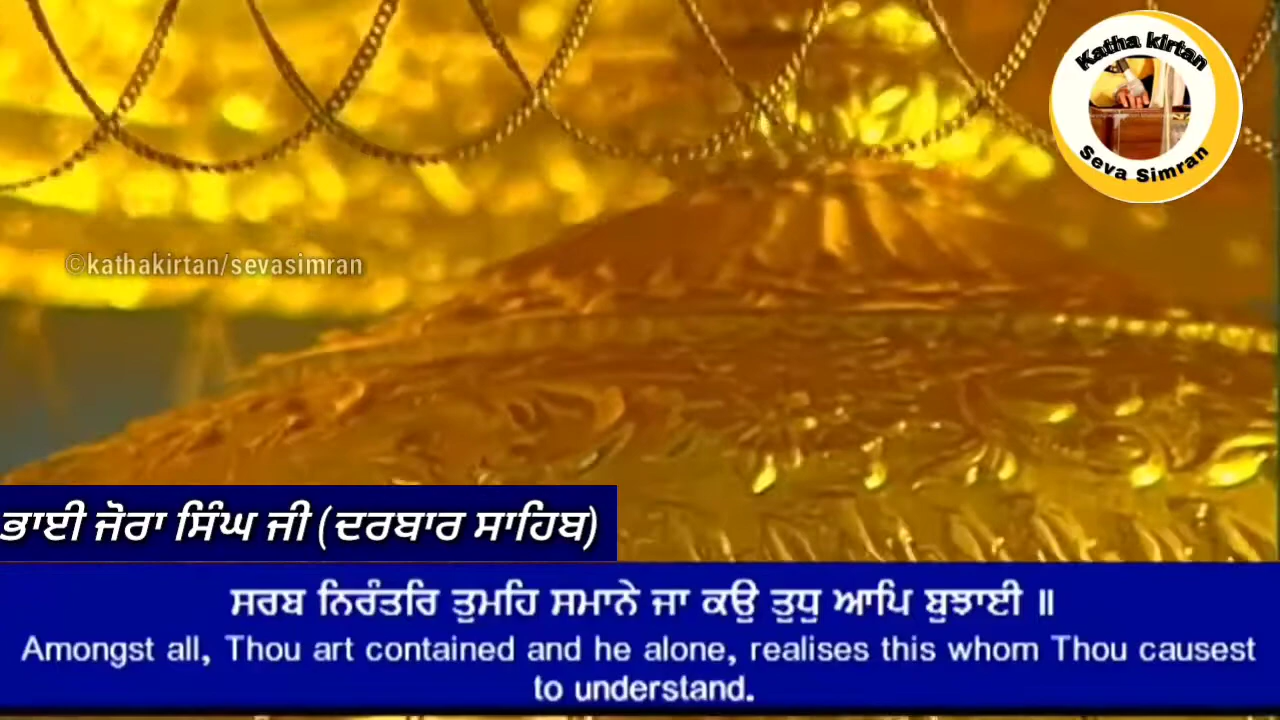 Katha kirtan
Seva Simran
©kathakirtan/sevasimran
ਭਾਈ ਜੋਰਾ ਸਿੰਘ ਜੀ (ਦਰਬਾਰ ਸਾਹਿਬ)
ਸਰਬ ਨਿਰੰਤਰਿ ਤੁਮਹਿ ਸਮਾਨੇ ਜਾ ਕਉ ਤੁਧੁ ਆਪਿ ਬੁਝਾਈ ॥
Amongst all, Thou art contained and he alone, realises this whom Thou causest
to understand.